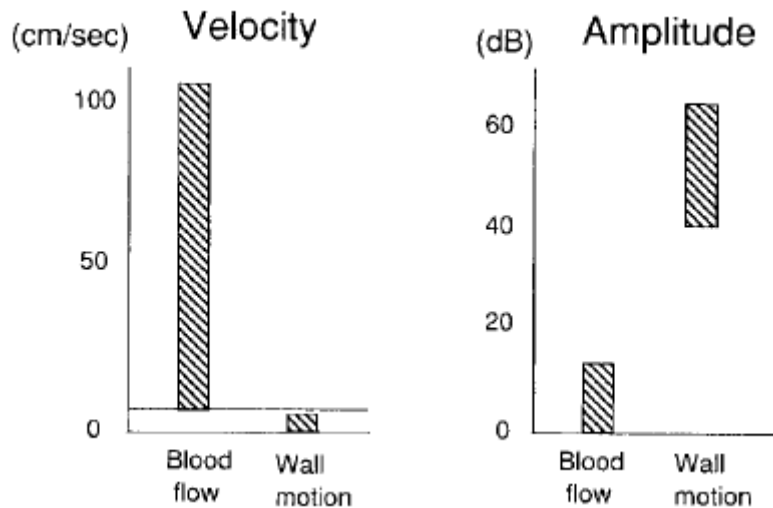 (cm/sec) Velocity
100
50
0
Blood flow
Wall motion
(dB) Amplitude
60
40
20
0
Blood flow
Wall motion